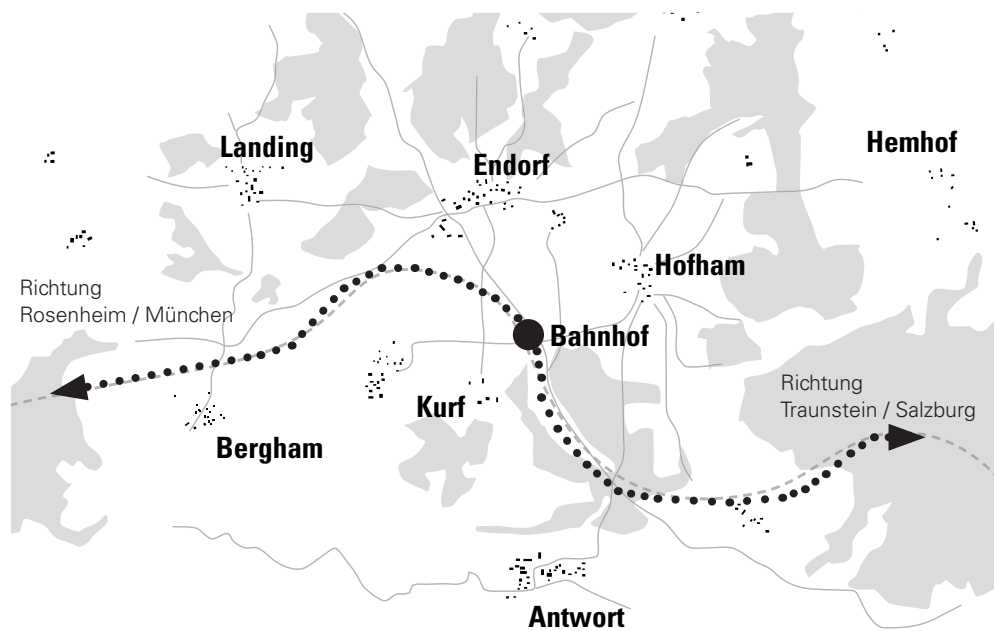 Landing
Endorf
Hemhof
Hofham
Richtung
Rosenheim / München
Bahnhof
Kurf
Richtung
Traunstein / Salzburg
Bergham
Antwort